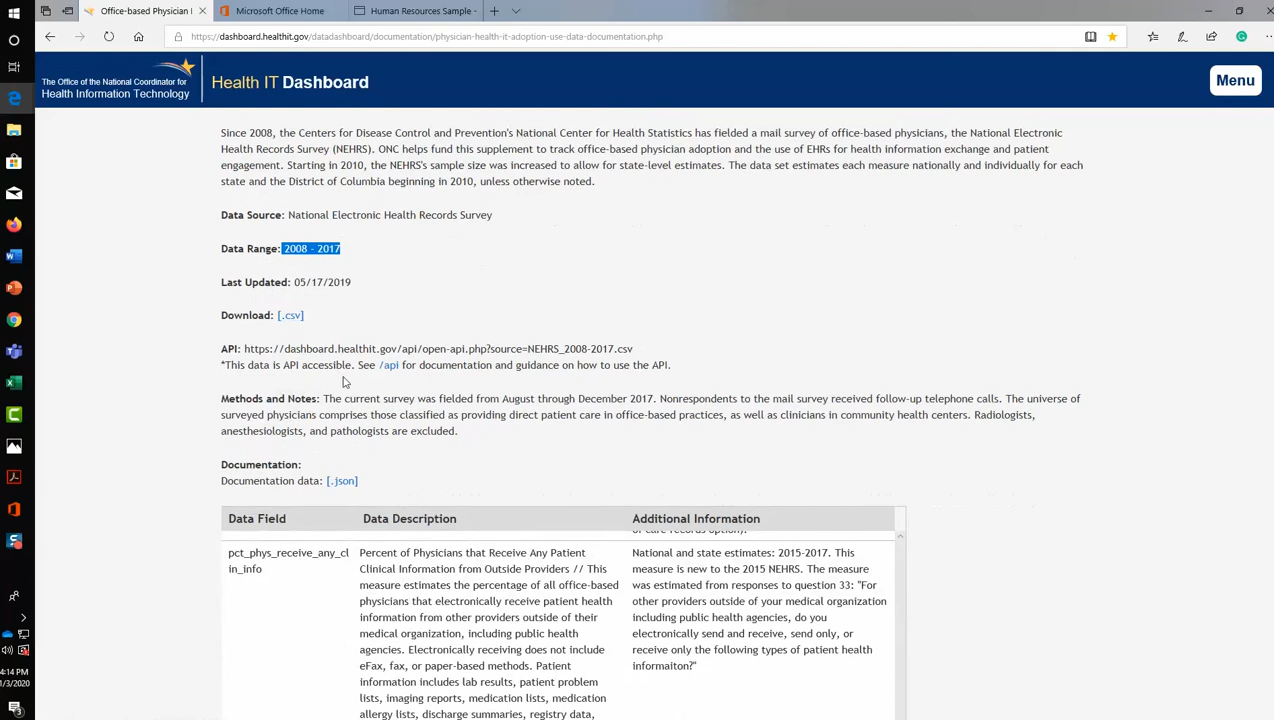 Office-based Physician
Microsoft Office Home
Human Resources Sample -
https://dashboard.healthit.gov/datadashboard/documentation/physician-health-it-adoption-use-data-documentation.php
The Office of the National Coordinator for
Health Information Technology
Health IT Dashboard
Menu
Since 2008, the Centers for Disease Control and Prevention's National Center for Health Statistics has fielded a mail survey of office-based physicians, the National Electronic
Health Records Survey (NEHRS). ONC helps fund this supplement to track office-based physician adoption and the use of EHRs for health information exchange and patient
engagement. Starting in 2010, the NEHRS's sample size was increased to allow for state-level estimates. The data set estimates each measure nationally and individually for each
state and the District of Columbia beginning in 2010, unless otherwise noted.
Data Source: National Electronic Health Records Survey
Data Range: 2008 - 2017
Last Updated: 05/17/2019
Download: [.csv]
API: https://dashboard.healthit.gov/api/open-api.php?source=NEHRS_2008-2017.csv
*This data is API accessible. See /api for documentation and guidance on how to use the API.
Methods and Notes: The current survey was fielded from August through December 2017. Nonrespondents to the mail survey received follow-up telephone calls. The universe of
surveyed physicians comprises those classified as providing direct patient care in office-based practices, as well as clinicians in community health centers. Radiologists,
anesthesiologists, and pathologists are excluded.
Documentation:
Documentation data: [.json]
Data Field
Data Description
Additional Information
of care records option).
pct_phys_receive_any_cl
in_info
Percent of Physicians that Receive Any Patient
Clinical Information from Outside Providers // This
measure estimates the percentage of all office-based
physicians that electronically receive patient health
information from other providers outside of their
medical organization, including public health
agencies. Electronically receiving does not include
eFax, fax, or paper-based methods. Patient
information includes lab results, patient problem
lists, imaging reports, medication lists, medication
allergy lists, discharge summaries, registry data,
National and state estimates: 2015-2017. This
measure is new to the 2015 NEHRS. The measure
was estimated from responses to question 33: "For
other providers outside of your medical organization
including public health agencies, do you
electronically send and receive, send only, or
receive only the following types of patient health
informaiton?"
4:14 PM
1/3/2020